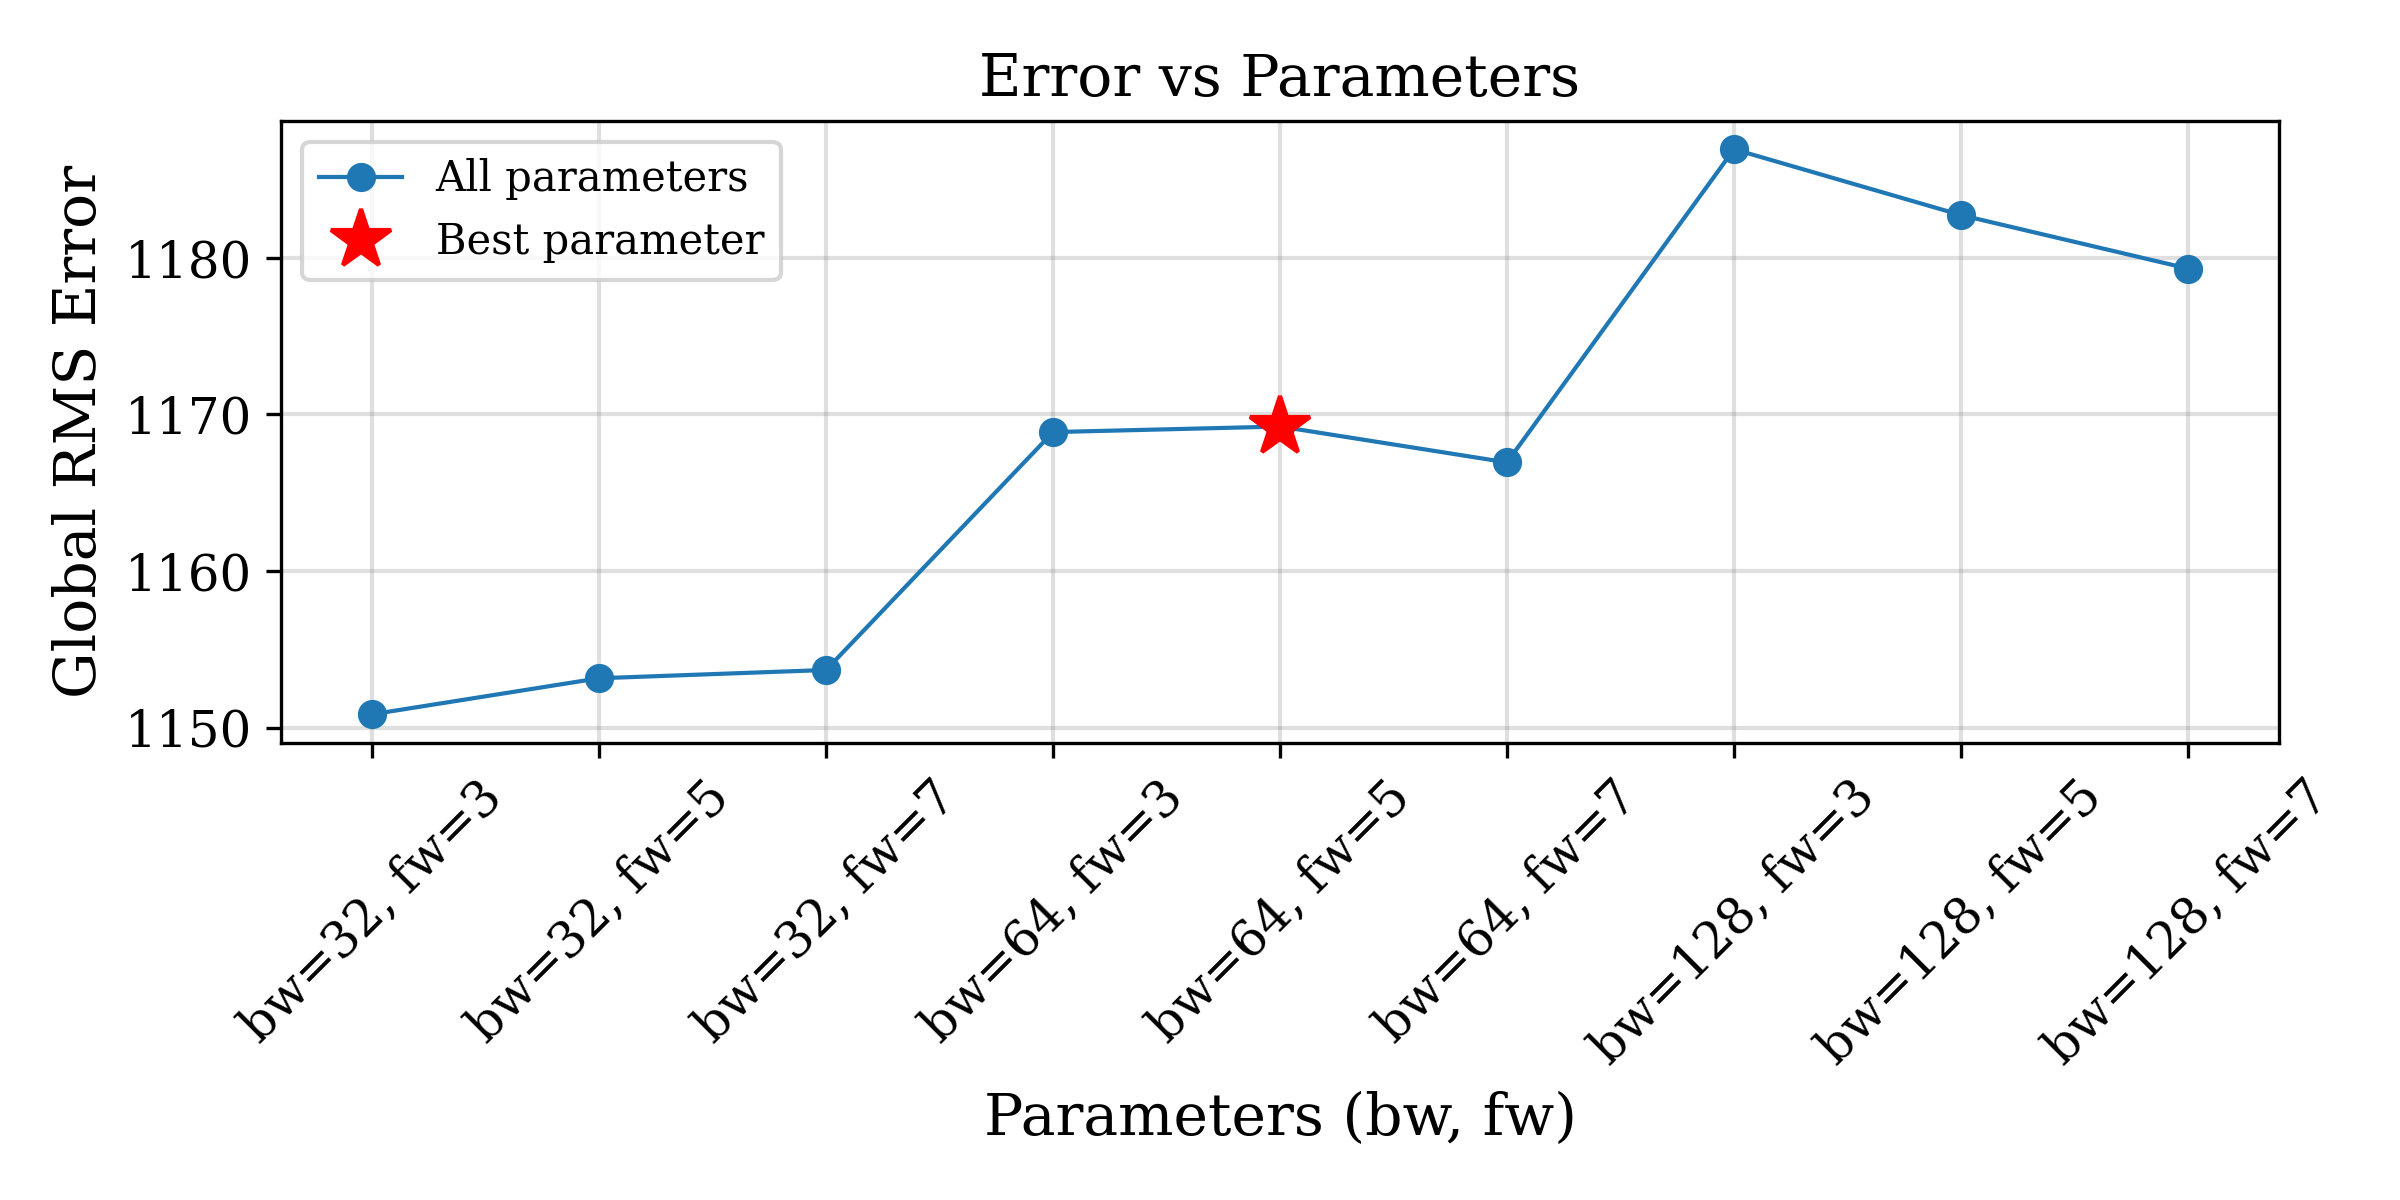 Error vs Parameters
All parameters
Best parameter
Global RMS Error
1180
1170
1160
1150
bw=32, fw=3
bw=32, fw=5
bw=32, fw=7
bw=64, fw=3
bw=64, fw=5
bw=64, fw=7
bw=128, fw=3
bw=128, fw=5
bw=128, fw=7
Parameters (bw, fw)